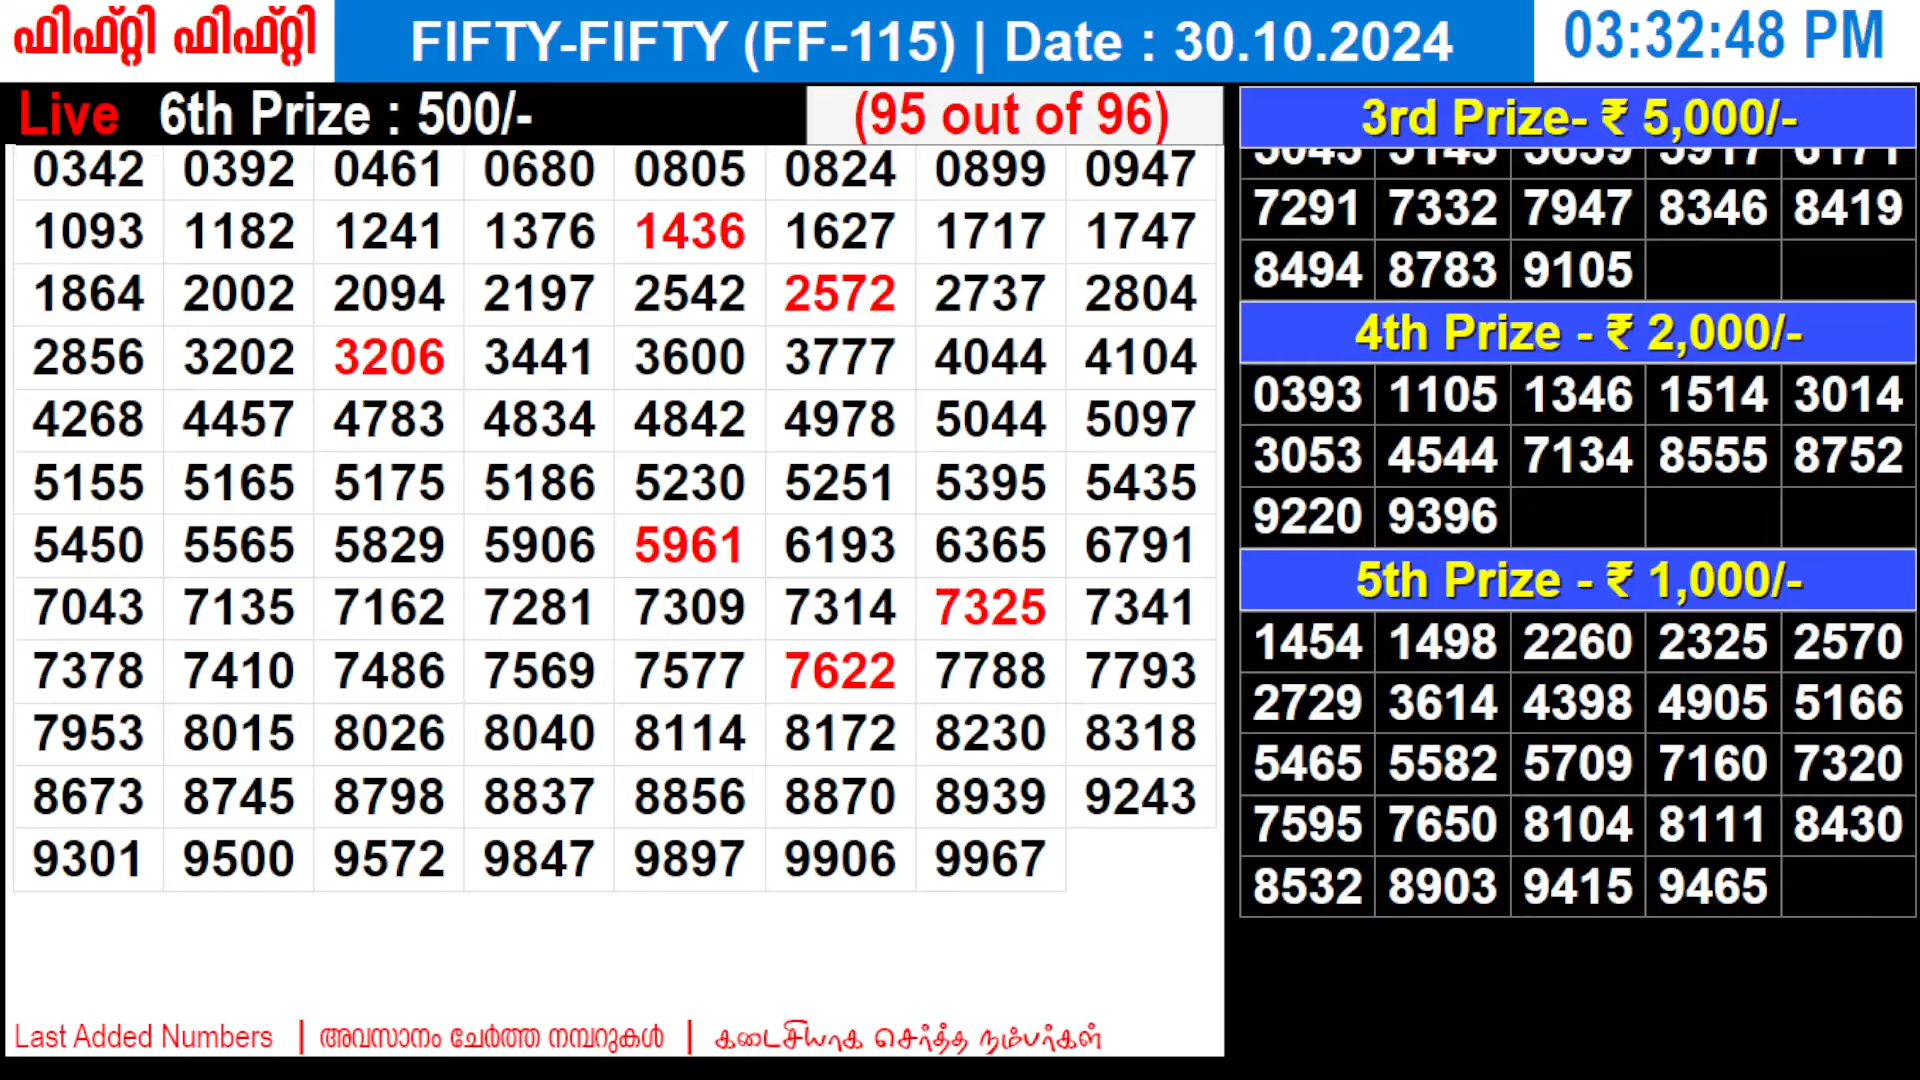 ഫിഫ്റ്റി ഫിഫ്റ്റി FIFTY-FIFTY (FF-115) | Date : 30.10.2024 03:32:48 PM
Live 6th Prize : 500/- (95 out of 96)
0342 0392 0461 0680 0805 0824 0899 0947
1093 1182 1241 1376 1436 1627 1717 1747
1864 2002 2094 2197 2542 2572 2737 2804
2856 3202 3206 3441 3600 3777 4044 4104
4268 4457 4783 4834 4842 4978 5044 5097
5155 5165 5175 5186 5230 5251 5395 5435
5450 5565 5829 5906 5961 6193 6365 6791
7043 7135 7162 7281 7309 7314 7325 7341
7378 7410 7486 7569 7577 7622 7788 7793
7953 8015 8026 8040 8114 8172 8230 8318
8673 8745 8798 8837 8856 8870 8939 9243
9301 9500 9572 9847 9897 9906 9967
Last Added Numbers | അവസാനം ചേർത്ത നമ്പറുകൾ | கடைசியாக சேர்த்த நம்பர்கள்
3rd Prize- ₹ 5,000/-
7291 7332 7947 8346 8419
8494 8783 9105
4th Prize - ₹ 2,000/-
0393 1105 1346 1514 3014
3053 4544 7134 8555 8752
9220 9396
5th Prize - ₹ 1,000/-
1454 1498 2260 2325 2570
2729 3614 4398 4905 5166
5465 5582 5709 7160 7320
7595 7650 8104 8111 8430
8532 8903 9415 9465